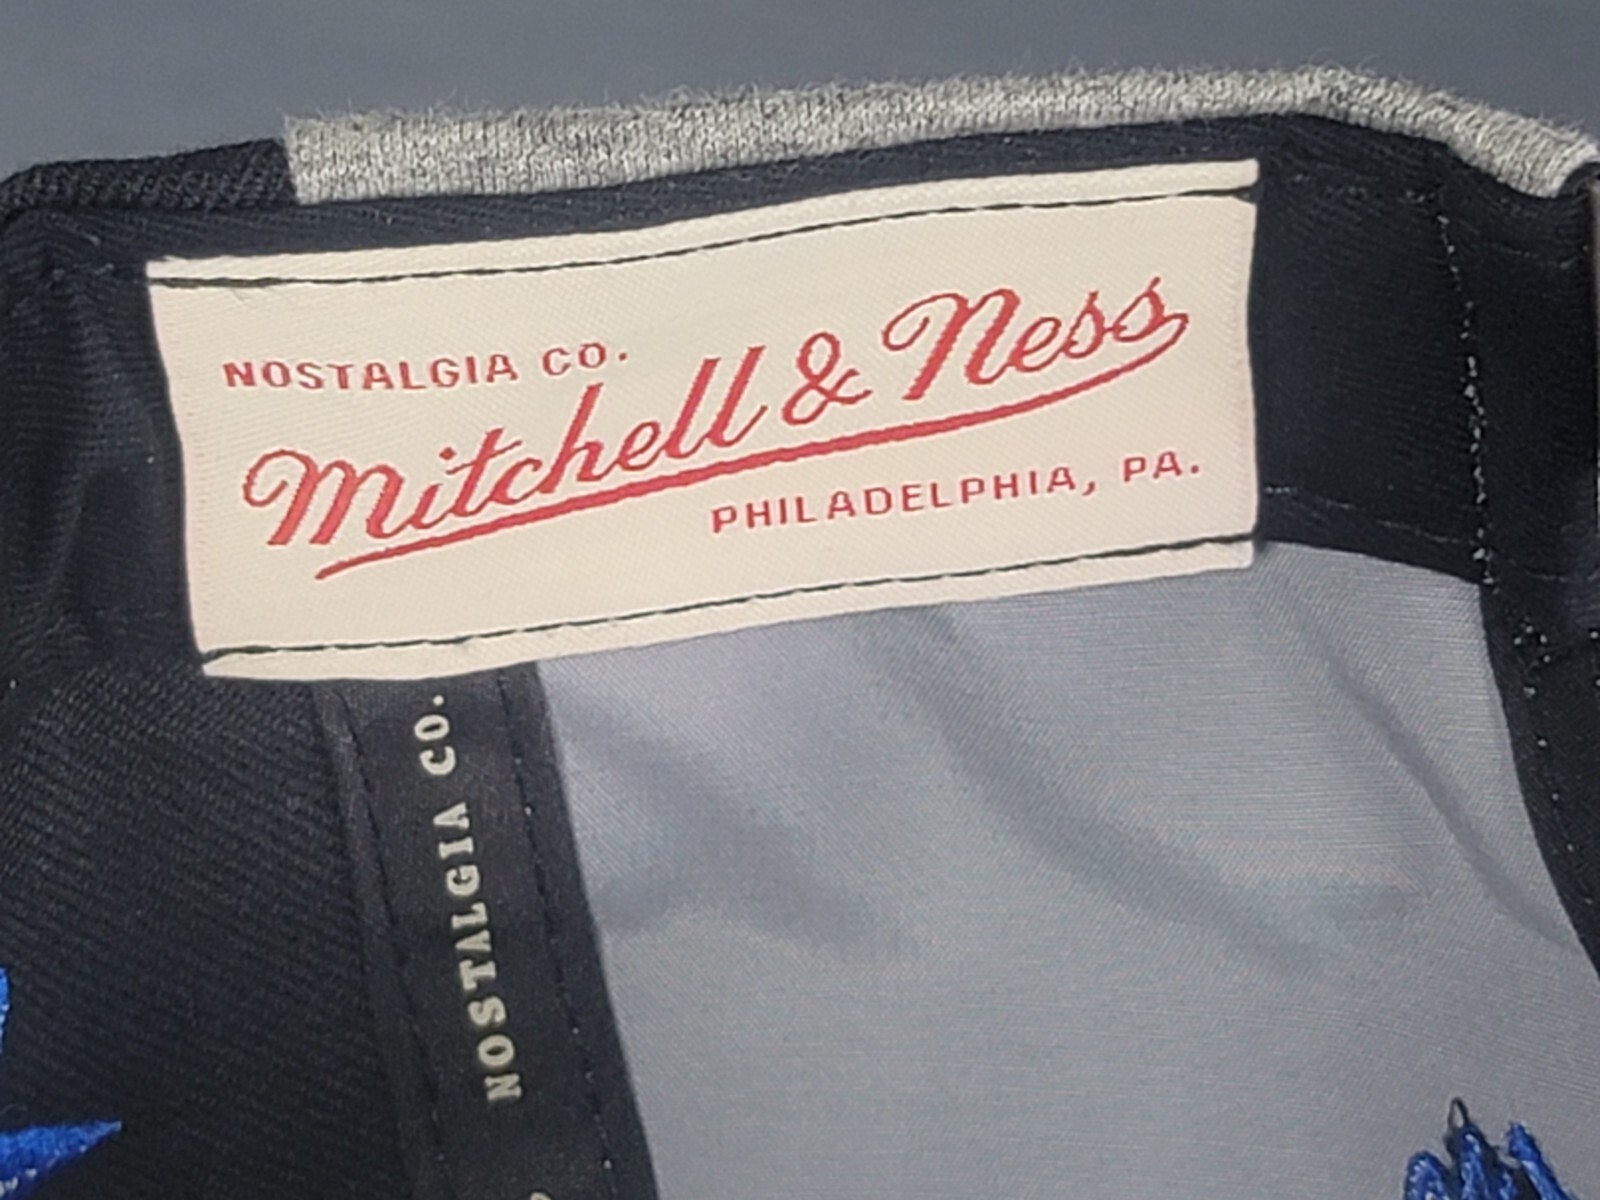 NOSTALGIA CO.
Mitchell & Ness
PHILADELPHIA, PA.
NOSTALGIA CO.